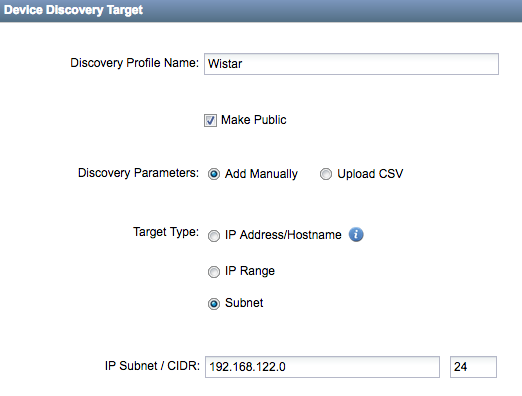 Device Discovery Target
Discovery Profile Name: Wistar
Make Public
Discovery Parameters: Add Manually Upload CSV
Target Type: IP Address/Hostname i
IP Range
Subnet
IP Subnet / CIDR: 192.168.122.0 24